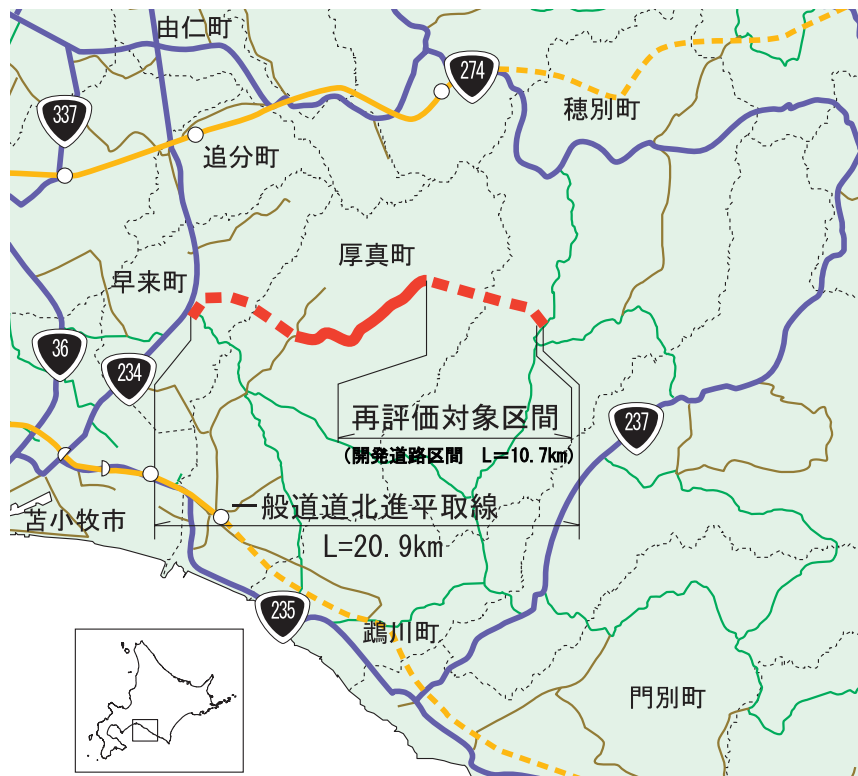 由仁町
274
穂別町
337
追分町
厚真町
早来町
36
234
再評価対象区間
237
(開発道路区間 L=10.7km)
一般道道北進平取線
苫小牧市
L=20.9km
235
鵡川町
門別町